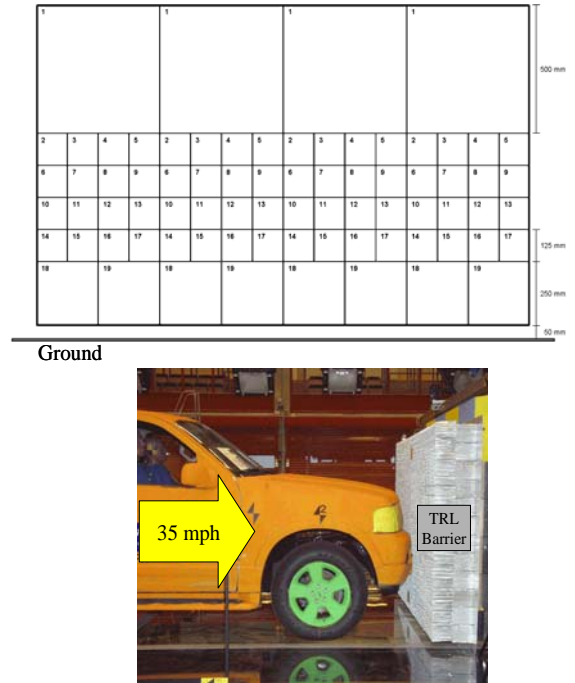 1 1 1 1
500 mm
2 3 4 5 2 3 4 5 2 3 4 5 2 3 4 5
6 7 8 9 6 7 8 9 6 7 8 9 6 7 8 9
10 11 12 13 10 11 12 13 10 11 12 13 10 11 12 13
14 15 16 17 14 15 16 17 14 15 16 17 14 15 16 17
125 mm
18 19 18 19 18 19 18 19
250 mm
50 mm
Ground
35 mph
TRL
Barrier